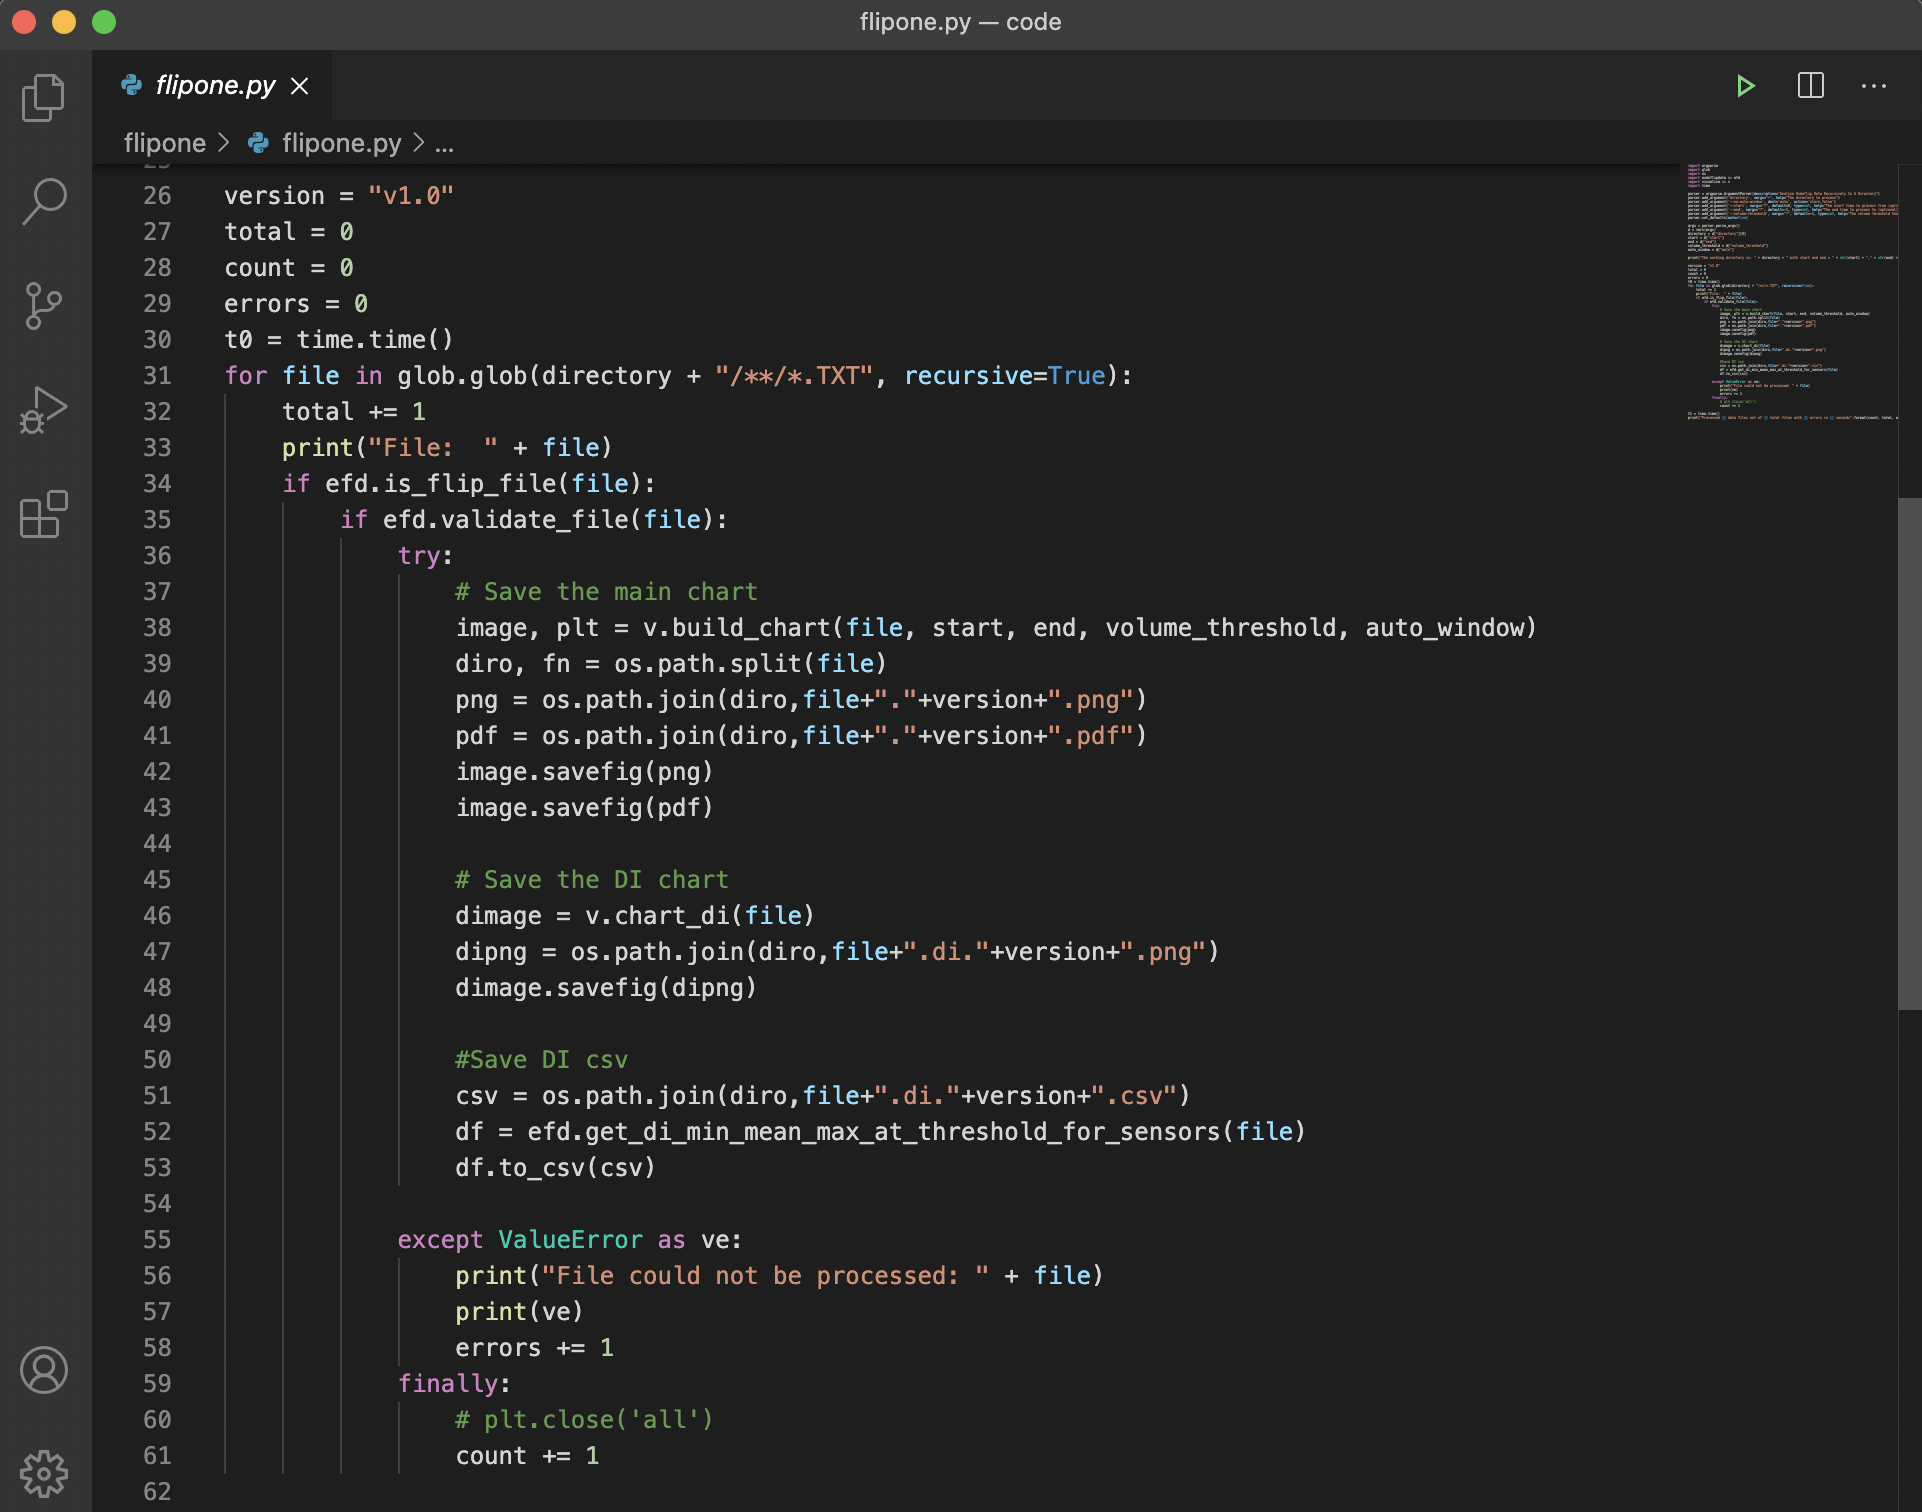 flipone.py — code
flipone.py
flipone > flipone.py > ...
26 version = "v1.0"
27 total = 0
28 count = 0
29 errors = 0
30 t0 = time.time()
31 for file in glob.glob(directory + "/**/*.TXT", recursive=True):
32     total += 1
33     print("File:  " + file)
34     if efd.is_flip_file(file):
35         if efd.validate_file(file):
36             try:
37                 # Save the main chart
38                 image, plt = v.build_chart(file, start, end, volume_threshold, auto_window)
39                 diro, fn = os.path.split(file)
40                 png = os.path.join(diro,file+"."+version+".png")
41                 pdf = os.path.join(diro,file+"."+version+".pdf")
42                 image.savefig(png)
43                 image.savefig(pdf)
44
45                 # Save the DI chart
46                 dimage = v.chart_di(file)
47                 dipng = os.path.join(diro,file+".di."+version+".png")
48                 dimage.savefig(dipng)
49
50                 #Save DI csv
51                 csv = os.path.join(diro,file+".di."+version+".csv")
52                 df = efd.get_di_min_mean_max_at_threshold_for_sensors(file)
53                 df.to_csv(csv)
54
55             except ValueError as ve:
56                 print("File could not be processed: " + file)
57                 print(ve)
58                 errors += 1
59             finally:
60                 # plt.close('all')
61                 count += 1
62